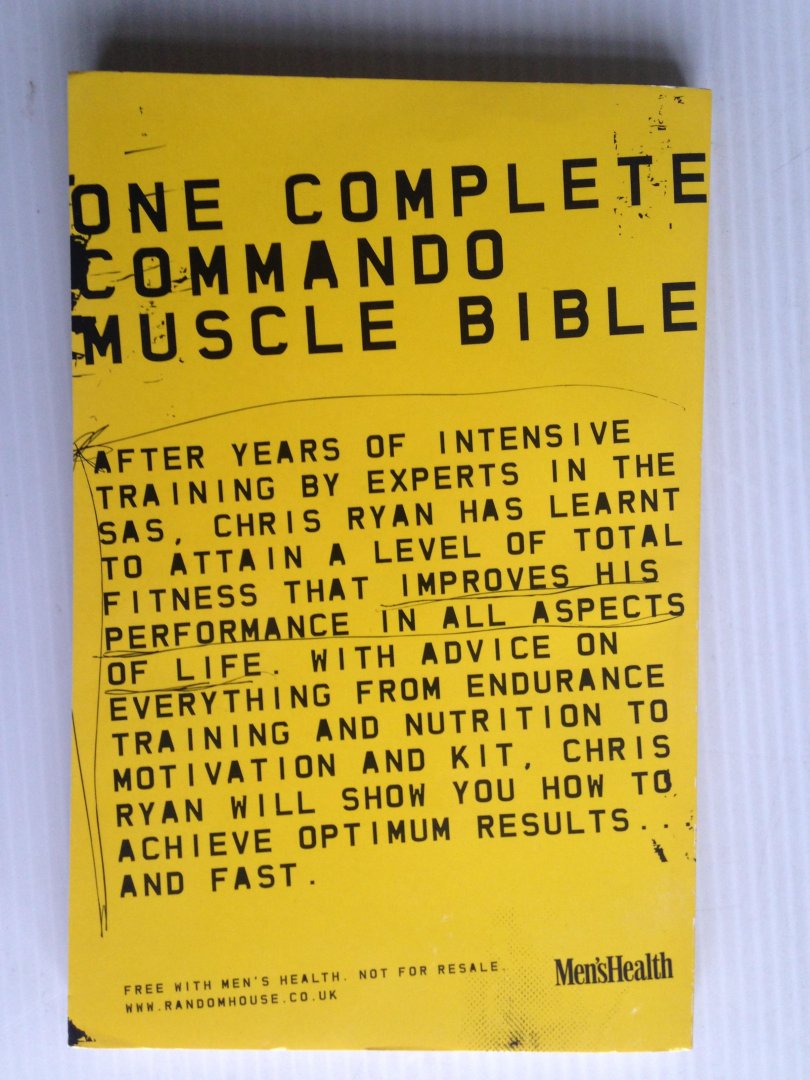 ONE COMPLETE
COMMANDO
MUSCLE BIBLE
AFTER YEARS OF INTENSIVE
TRAINING BY EXPERTS IN THE
SAS, CHRIS RYAN HAS LEARNT
TO ATTAIN A LEVEL OF TOTAL
FITNESS THAT IMPROVES HIS
PERFORMANCE IN ALL ASPECTS
OF LIFE. WITH ADVICE ON
EVERYTHING FROM ENDURANCE
TRAINING AND NUTRITION TO
MOTIVATION AND KIT, CHRIS
RYAN WILL SHOW YOU HOW TO
ACHIEVE OPTIMUM RESULTS...
AND FAST.
FREE WITH MEN'S HEALTH. NOT FOR RESALE.
WWW.RANDOMHOUSE.CO.UK
Men'sHealth